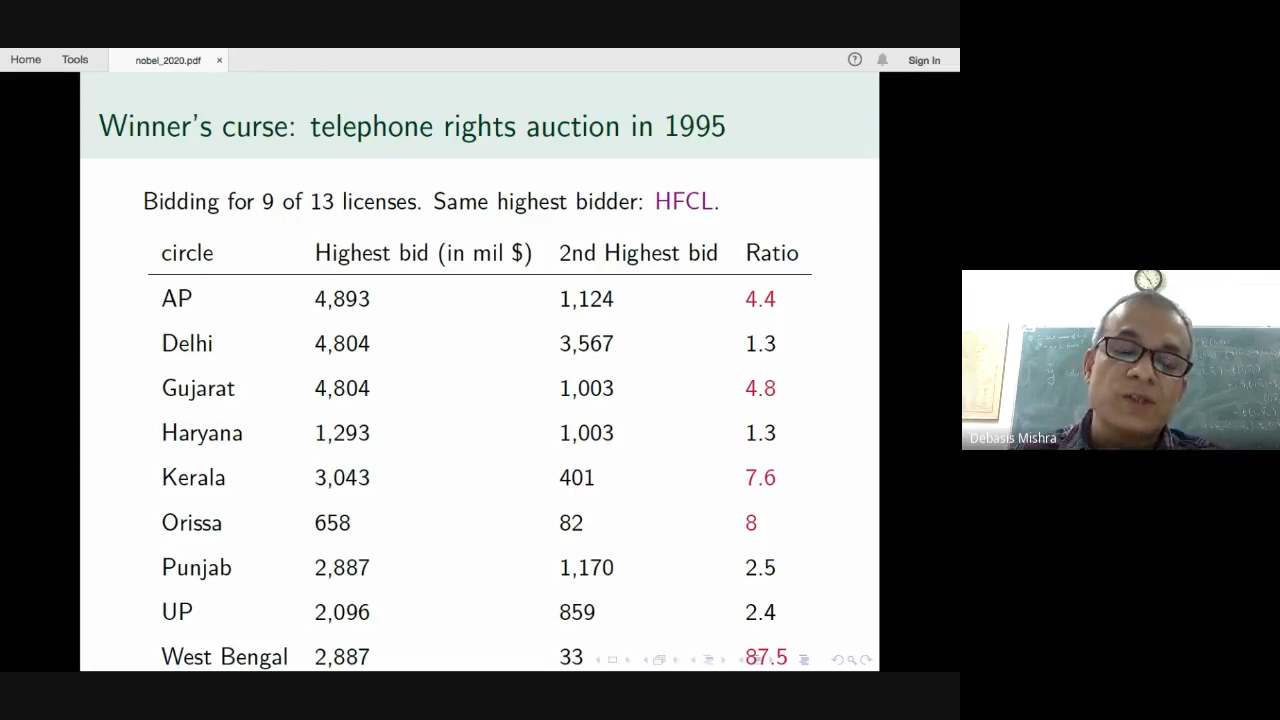 Home Tools nobel_2020.pdf × Sign In
Winner's curse: telephone rights auction in 1995
Bidding for 9 of 13 licenses. Same highest bidder: HFCL.
circle Highest bid (in mil $) 2nd Highest bid Ratio
AP 4,893 1,124 4.4
Delhi 4,804 3,567 1.3
Gujarat 4,804 1,003 4.8
Haryana 1,293 1,003 1.3
Kerala 3,043 401 7.6
Orissa 658 82 8
Punjab 2,887 1,170 2.5
UP 2,096 859 2.4
West Bengal 2,887 33 87.5
Debasis Mishra